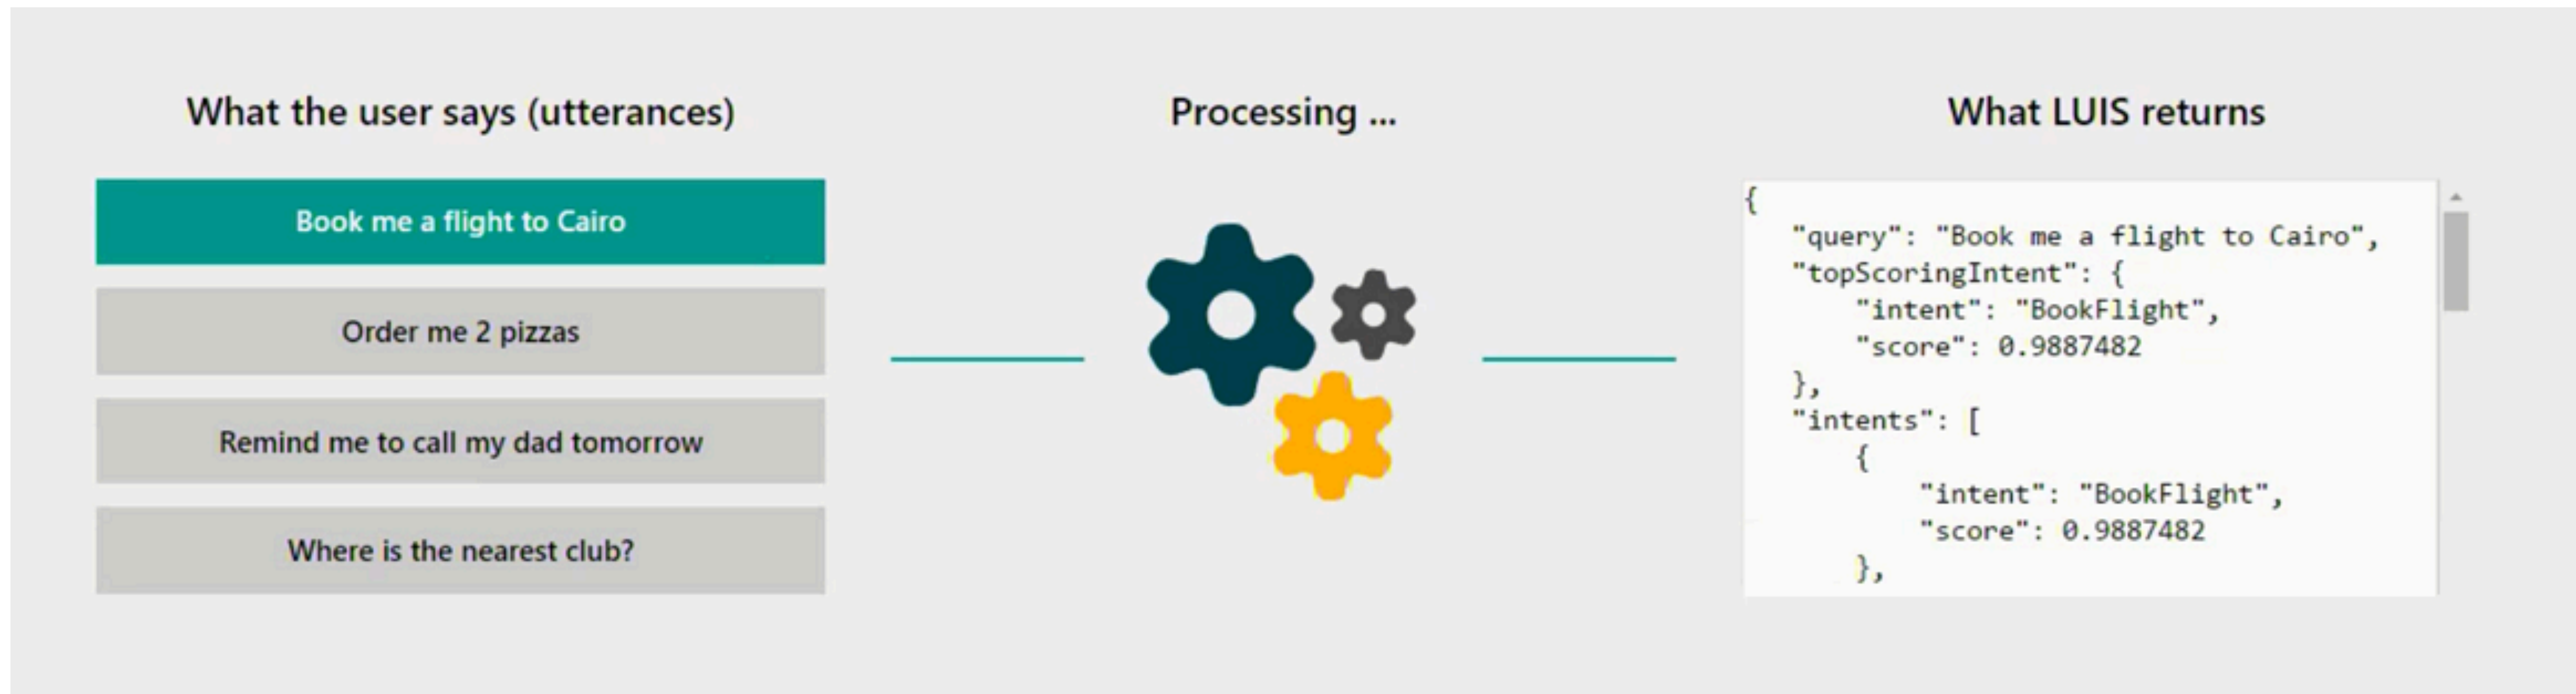 What the user says (utterances)
Book me a flight to Cairo
Order me 2 pizzas
Remind me to call my dad tomorrow
Where is the nearest club?
Processing ...
What LUIS returns
{
    "query": "Book me a flight to Cairo",
    "topScoringIntent": {
        "intent": "BookFlight",
        "score": 0.9887482
    },
    "intents": [
        {
            "intent": "BookFlight",
            "score": 0.9887482
        },